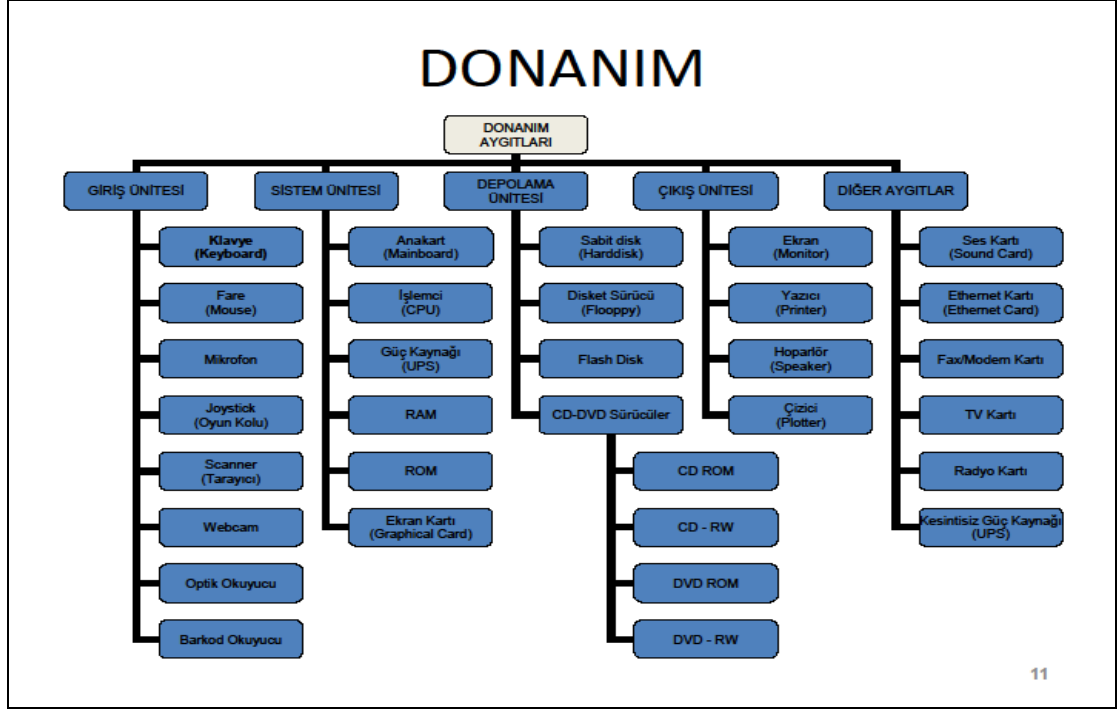 DONANIM
DONANIM
AYGITLARI
GİRİŞ ÜNİTESİ
Klavye
(Keyboard)
Fare
(Mouse)
Mikrofon
Joystick
(Oyun Kolu)
Scanner
(Tarayıcı)
Webcam
Optik Okuyucu
Barkod Okuyucu
SİSTEM ÜNİTESİ
Anakart
(Mainboard)
İşlemci
(CPU)
Güç Kaynağı
(UPS)
RAM
ROM
Ekran Kartı
(Graphical Card)
DEPOLAMA
ÜNİTESİ
Sabit disk
(Harddisk)
Disket Sürücü
(Flooppy)
Flash Disk
CD-DVD Sürücüler
CD ROM
CD - RW
DVD ROM
DVD - RW
ÇIKIŞ ÜNİTESİ
Ekran
(Monitor)
Yazıcı
(Printer)
Hoparlör
(Speaker)
Çizici
(Plotter)
DİĞER AYGITLAR
Ses Kartı
(Sound Card)
Ethernet Kartı
(Ethernet Card)
Fax/Modem Kartı
TV Kartı
Radyo Kartı
Kesintisiz Güç Kaynağı
(UPS)
11